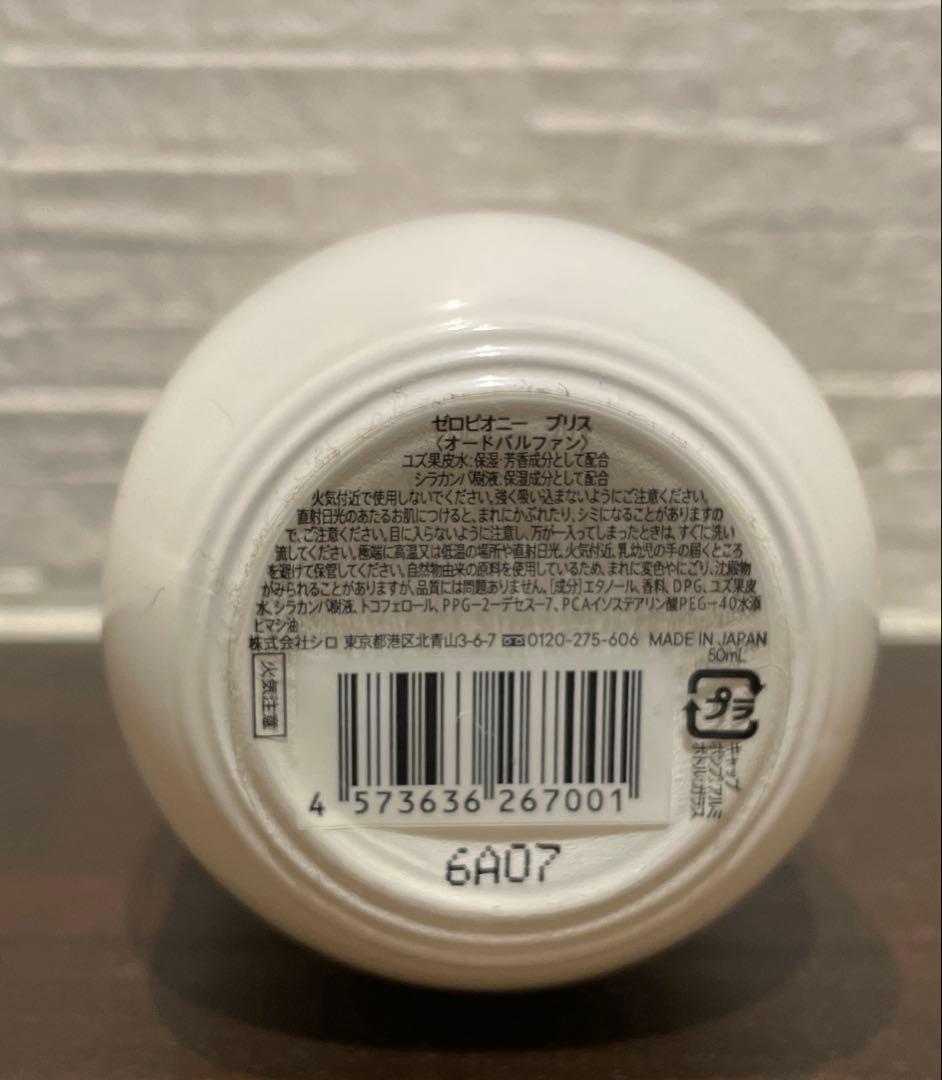 ゼロピオニー　ブリス
〈オードパルファン〉
ユズ果皮水:保湿・芳香成分として配合
シラカンバ樹液:保湿成分として配合
火気付近で使用しないでください。強く吸い込まないようにご注意ください。
直射日光のあたるお肌につけると、まれにかぶれたり、シミになることがありますの
で、ご注意ください。目に入らないように注意し、万が一入ってしまったときは、すぐに洗い
流してください。極端に高温又は低温の場所や直射日光、火気付近、乳幼児の手の届くところ
を避けて保管してください。自然物由来の原料を使用しているため、まれに変色やにごり、沈殿物
がみられることがありますが、品質には問題ありません。[成分]エタノール、香料、DPG、ユズ果皮
水、シラカンバ樹液、トコフェロール、PPG-2-デセス-7、PCAイソステアリン酸PEG-40水添
ヒマシ油
株式会社シロ 東京都港区北青山3-6-7 0120-275-606 MADE IN JAPAN
50mL
火気注意
プラ
キャップ
ポンプ:アルミ
ボトル:ガラス
4 573636 267001
6A07